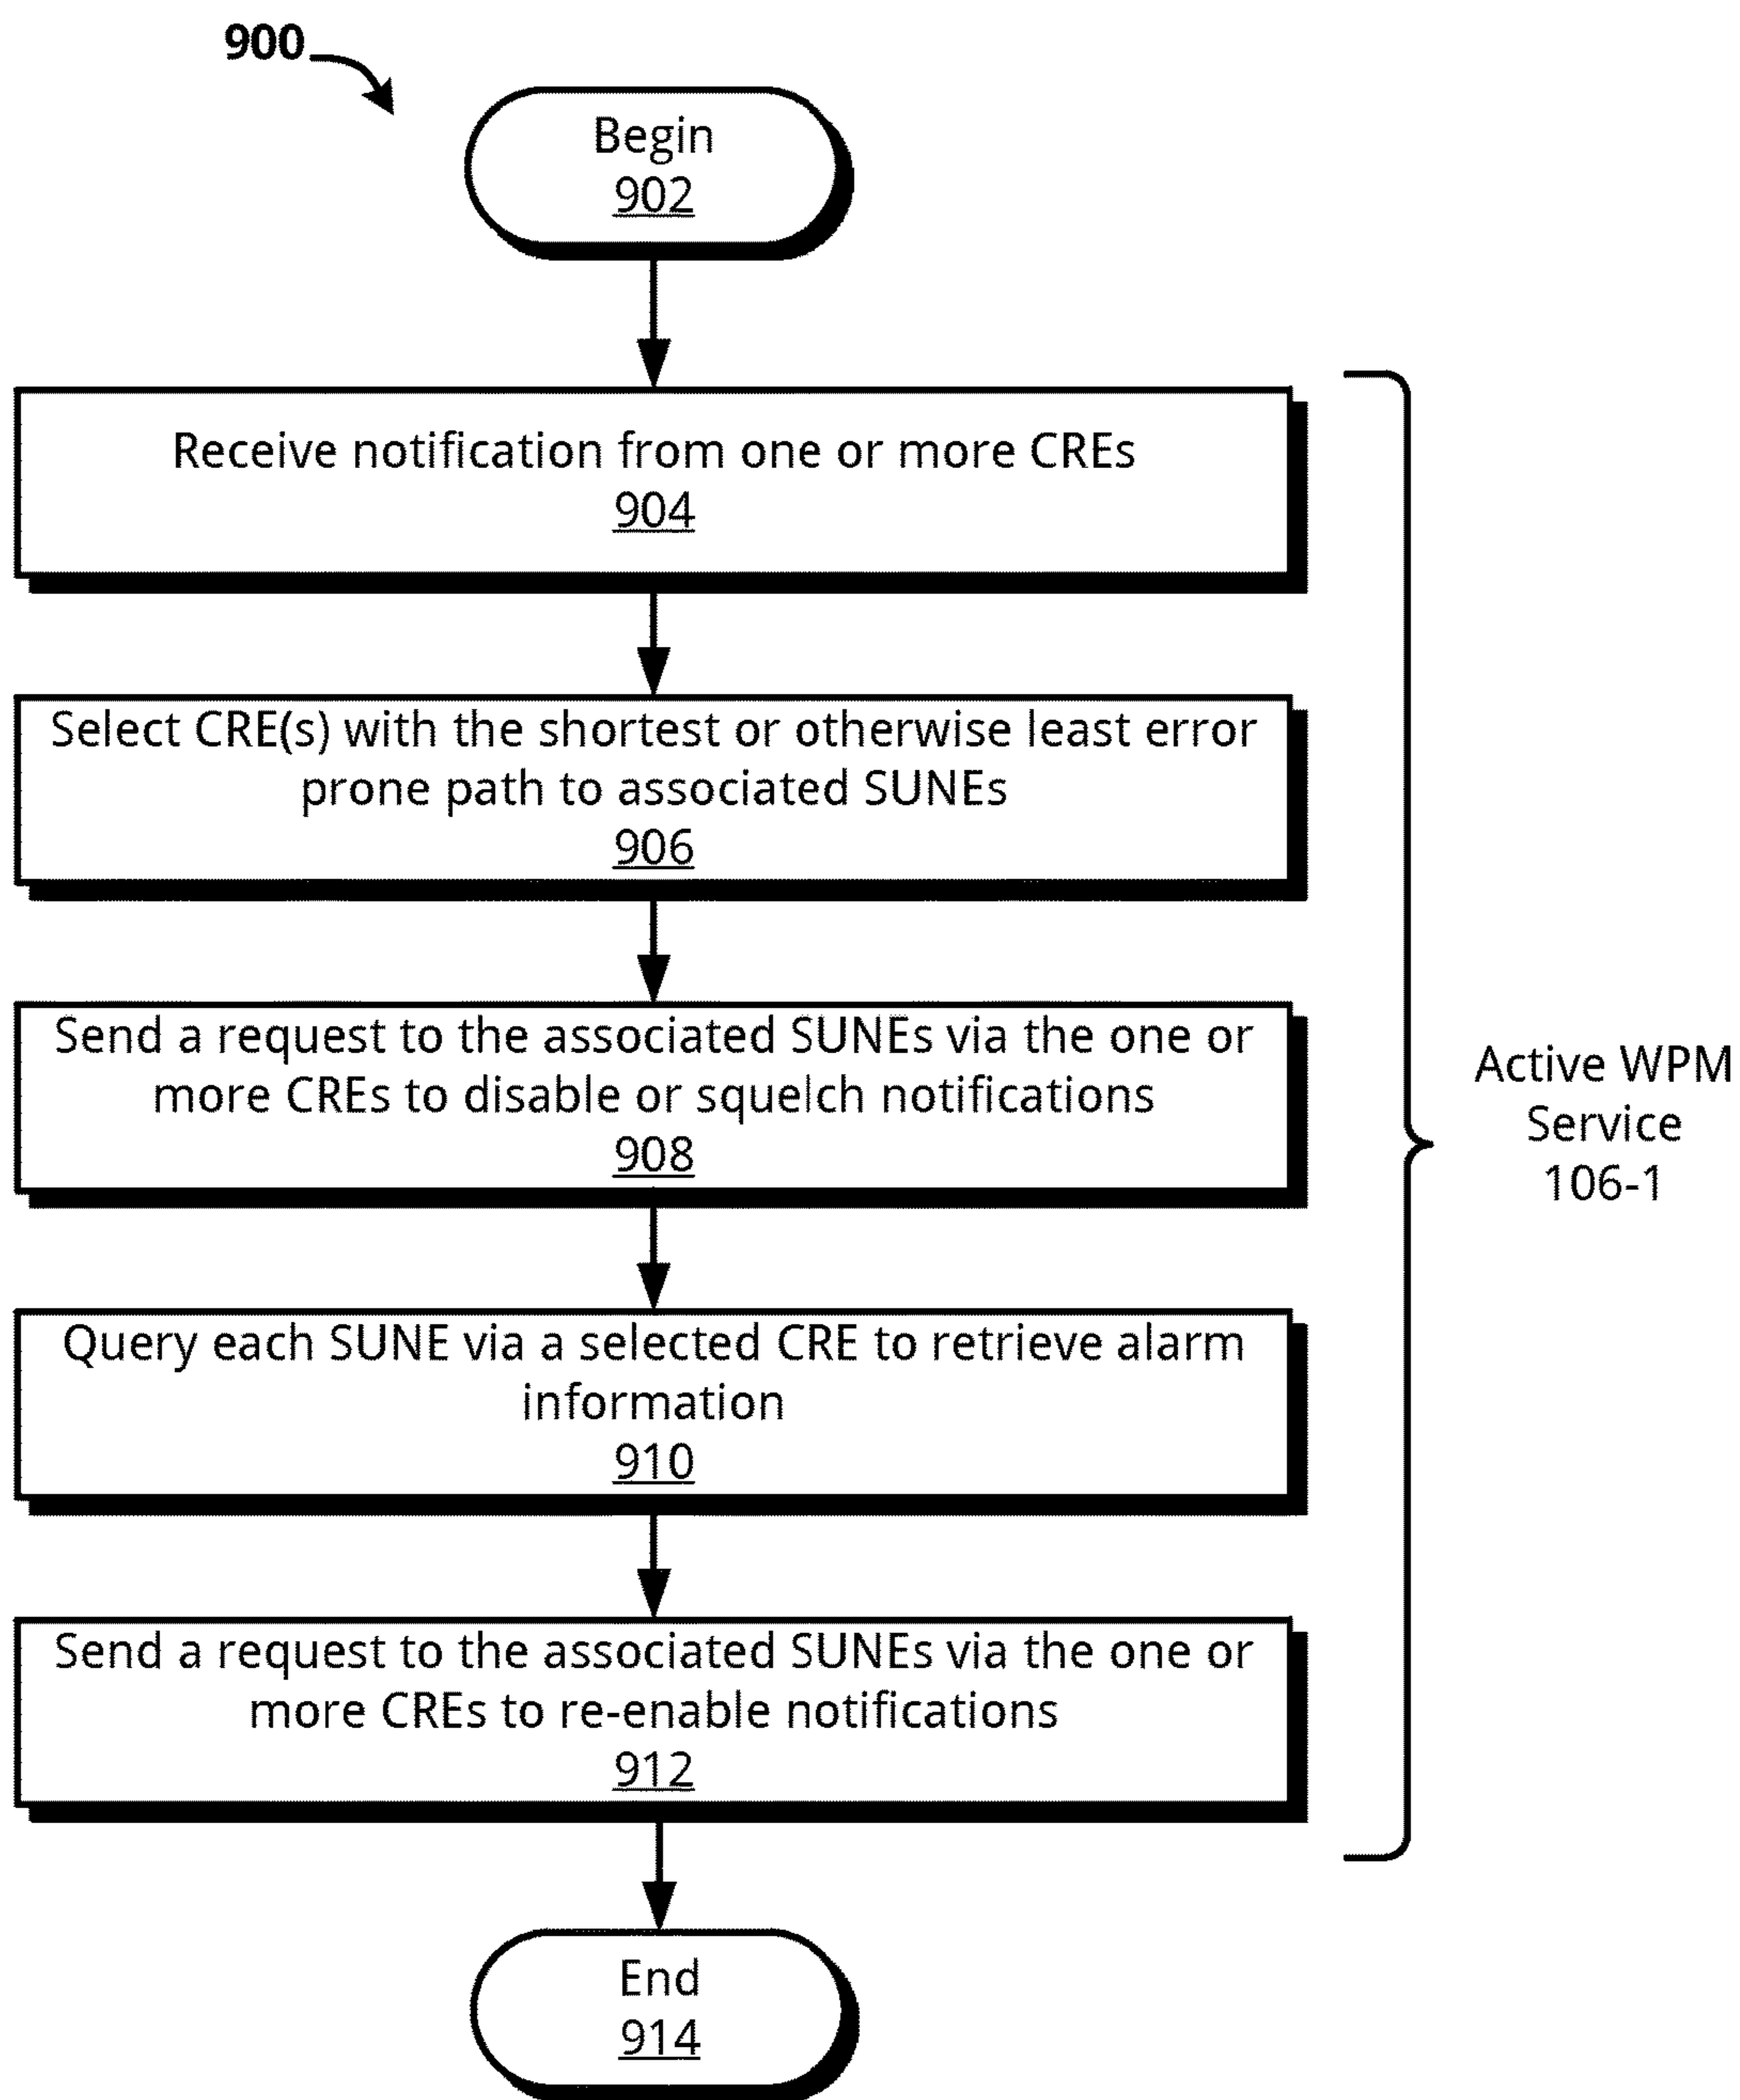 900
Begin
902
Receive notification from one or more CREs
904
Select CRE(s) with the shortest or otherwise least error
prone path to associated SUNEs
906
Send a request to the associated SUNEs via the one or
more CREs to disable or squelch notifications
908
Query each SUNE via a selected CRE to retrieve alarm
information
910
Send a request to the associated SUNEs via the one or
more CREs to re-enable notifications
912
End
914
Active WPM
Service
106-1